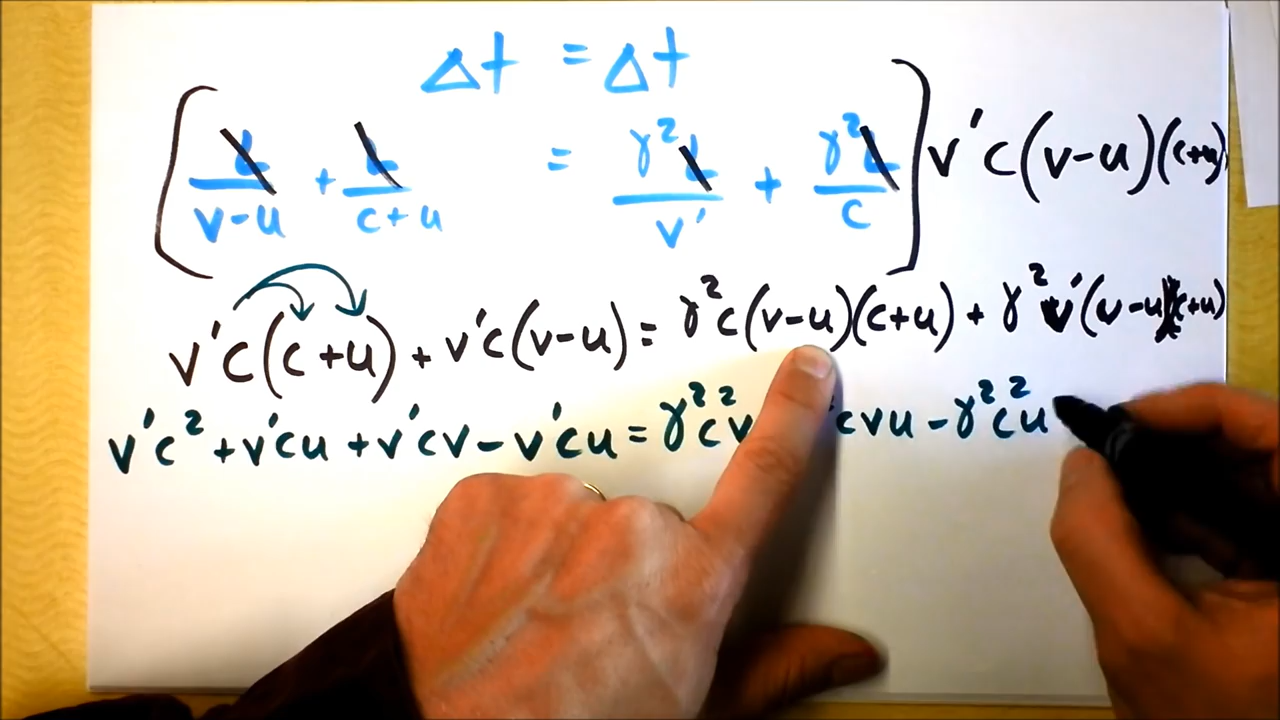 Δt = Δt
( L/(v-u) + L/(c+u) = γ²L/v' + γ²L/c ) v'c(v-u)(c+u)
v'c(c+u) + v'c(v-u) = γ²c(v-u)(c+u) + γ²v'(v-u)(c+u)
v'c² + v'cu + v'cv - v'cu = γ²c²v cvu - γ²c²u